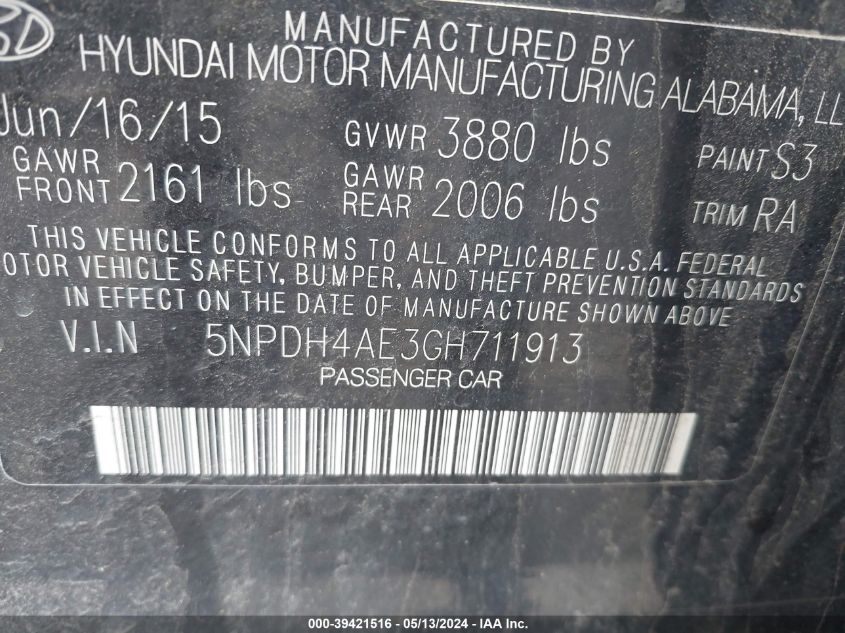 MANUFACTURED BY
HYUNDAI MOTOR MANUFACTURING ALABAMA, LL
Jun/16/15 GVWR 3880 lbs PAINT S3
GAWR FRONT 2161 lbs GAWR REAR 2006 lbs TRIM RA
THIS VEHICLE CONFORMS TO ALL APPLICABLE U.S.A. FEDERAL
OTOR VEHICLE SAFETY, BUMPER, AND THEFT PREVENTION STANDARDS
IN EFFECT ON THE DATE OF MANUFACTURE SHOWN ABOVE
V.I.N 5NPDH4AE3GH711913
PASSENGER CAR
000-39421516 - 05/13/2024 - IAA Inc.